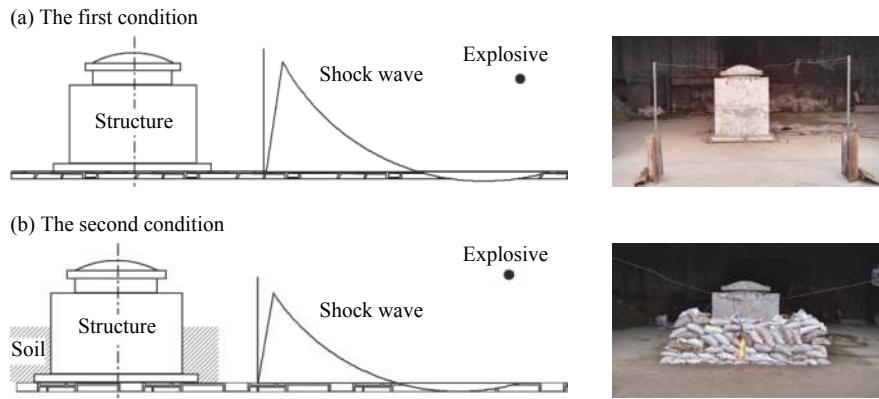 (a) The first condition
Explosive
Shock wave
Structure
(b) The second condition
Explosive
Shock wave
Structure
Soil